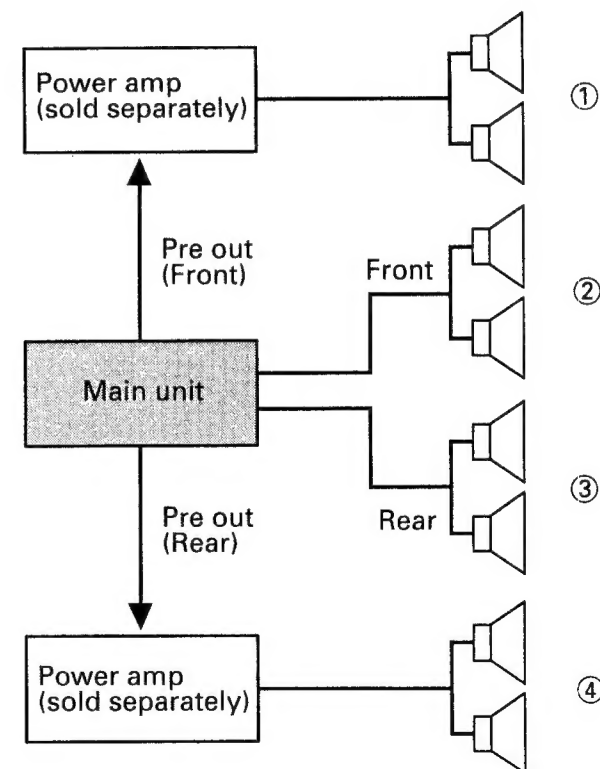 Power amp
(sold separately)
①
Pre out
(Front)
Front
②
Main unit
③
Pre out
(Rear)
Rear
Power amp
(sold separately)
④